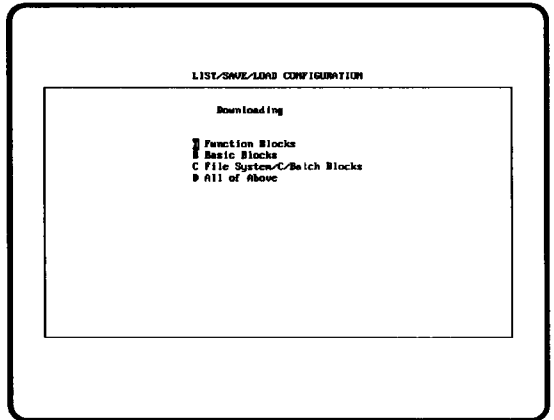 LIST/SAVE/LOAD CONFIGURATION
Downloading
Function Blocks
B Basic Blocks
C File System/C/Batch Blocks
D All of Above